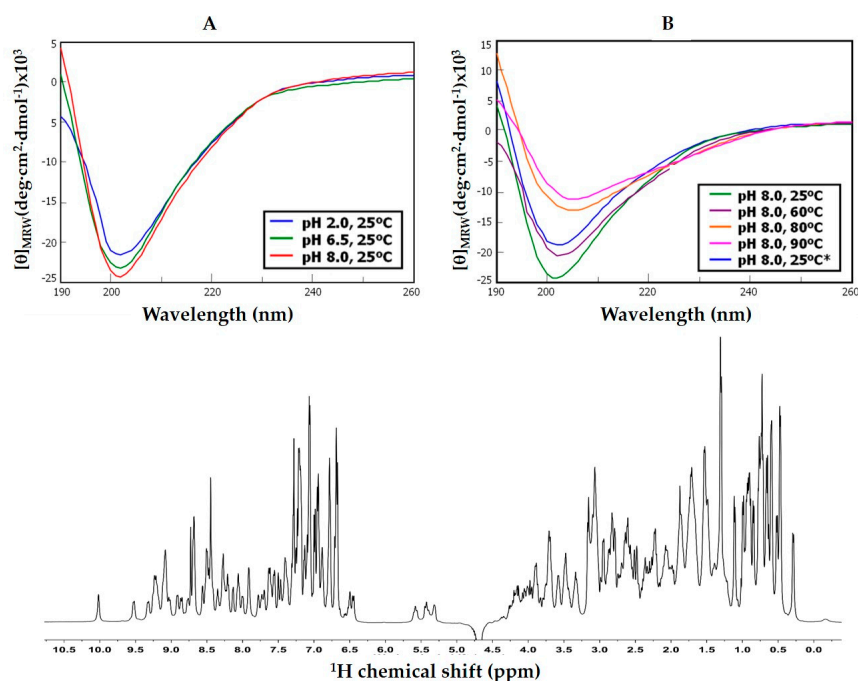 A
B
[θ]MRW(deg·cm²·dmol⁻¹)x10³
5
0
-5
-10
-15
-20
-25
190
200
220
240
260
pH 2.0, 25ºC
pH 6.5, 25ºC
pH 8.0, 25ºC
Wavelength (nm)
[θ]MRW(deg·cm²·dmol⁻¹)x10³
15
10
5
0
-5
-10
-15
-20
-25
190
200
220
240
260
pH 8.0, 25ºC
pH 8.0, 60ºC
pH 8.0, 80ºC
pH 8.0, 90ºC
pH 8.0, 25ºC*
Wavelength (nm)
10.5 10.0 9.5 9.0 8.5 8.0 7.5 7.0 6.5 6.0 5.5 5.0 4.5 4.0 3.5 3.0 2.5 2.0 1.5 1.0 0.5 0.0
¹H chemical shift (ppm)